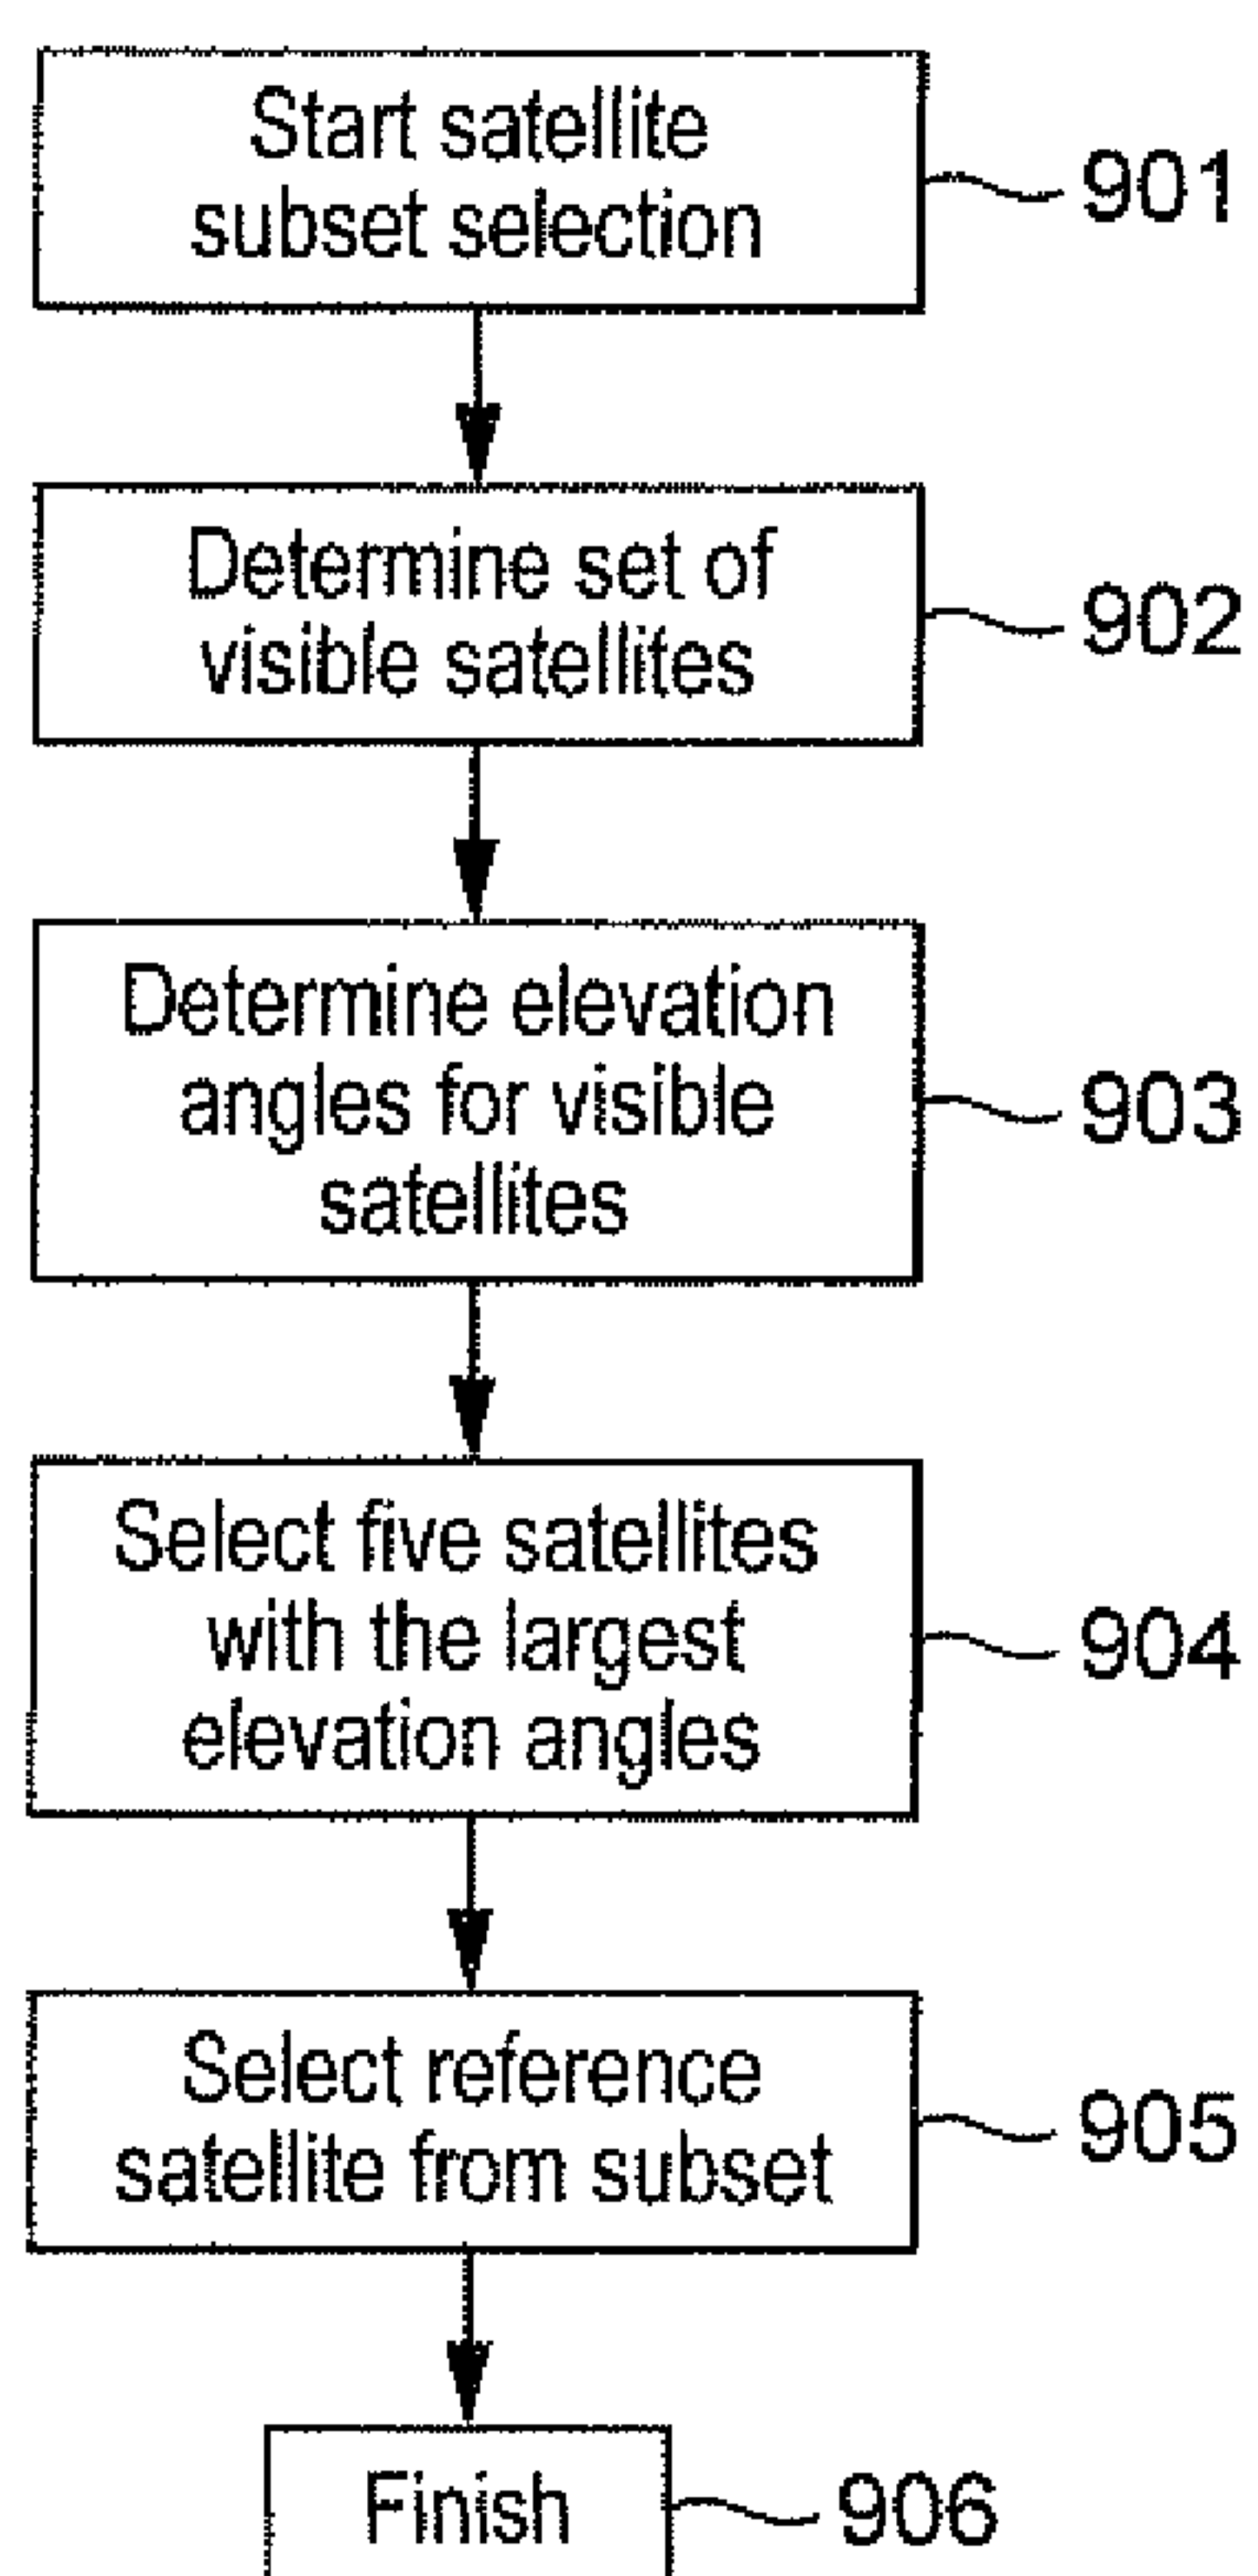 Start satellite
subset selection
901
Determine set of
visible satellites
902
Determine elevation
angles for visible
satellites
903
Select five satellites
with the largest
elevation angles
904
Select reference
satellite from subset
905
Finish
906